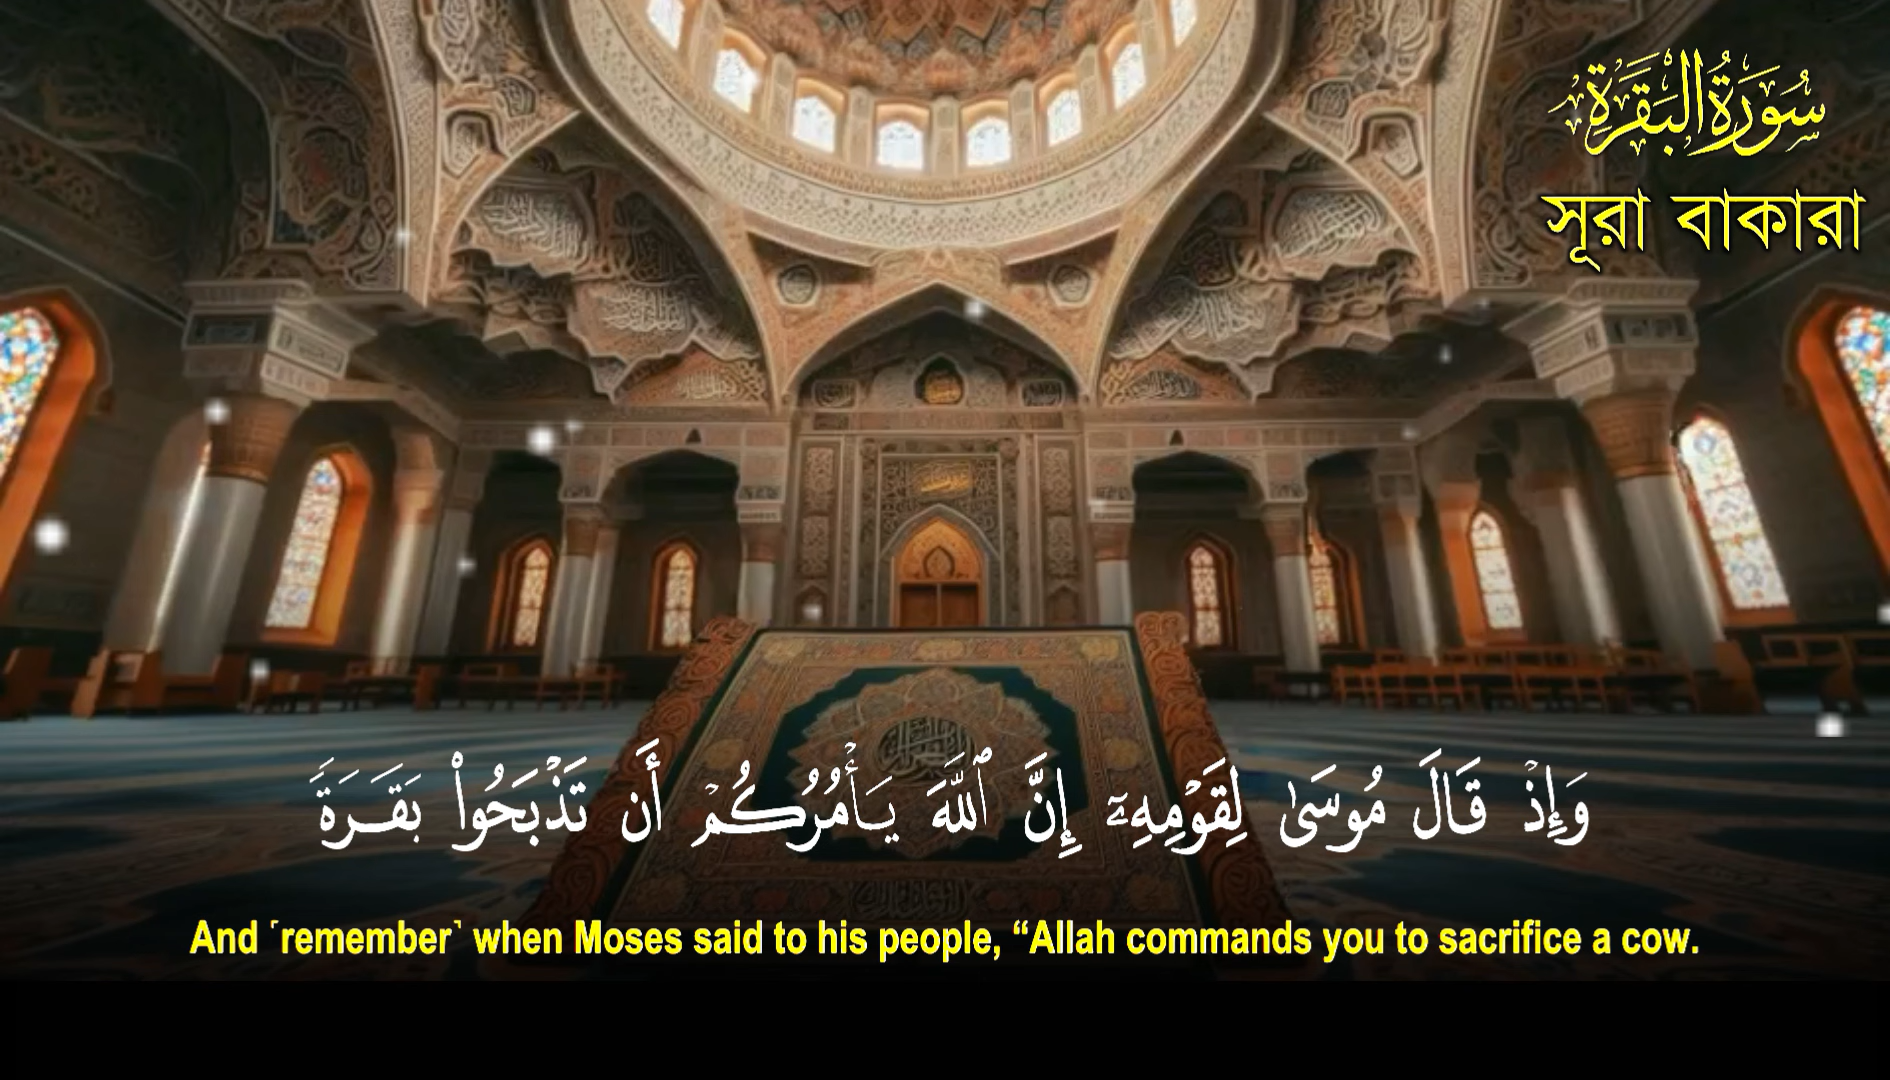 سُورَةُ البَقَرَةِ
সূরা বাকারা
وَإِذْ قَالَ مُوسَىٰ لِقَوْمِهِۦٓ إِنَّ ٱللَّهَ يَأْمُرُكُمْ أَن تَذْبَحُوا۟ بَقَرَةً
And ˹remember˺ when Moses said to his people, “Allah commands you to sacrifice a cow.